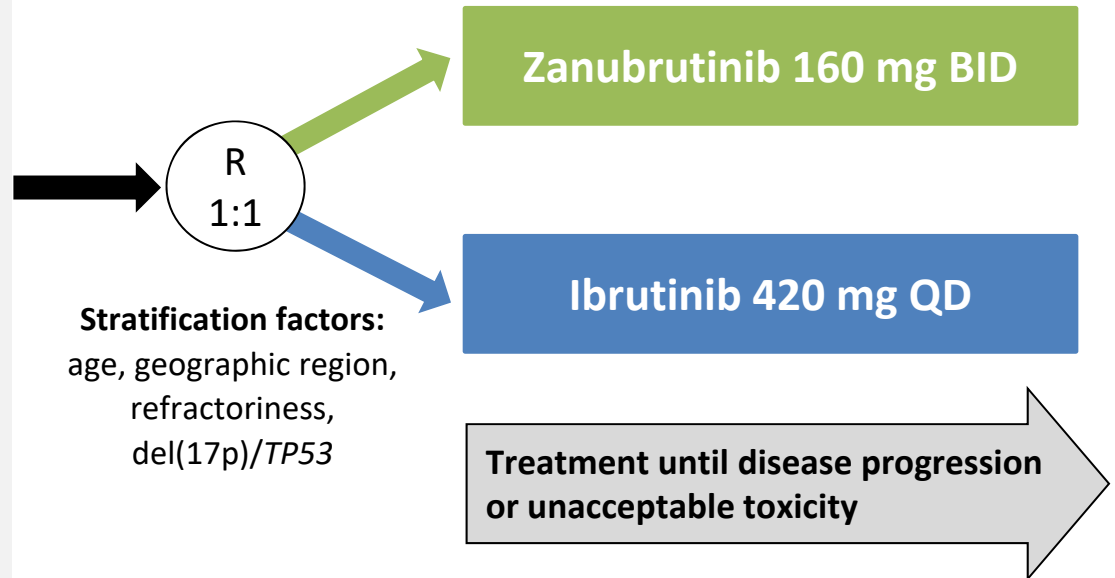 Zanubrutinib 160 mg BID
R
1:1
Ibrutinib 420 mg QD
Stratification factors:
age, geographic region,
refractoriness,
del(17p)/TP53
Treatment until disease progression
or unacceptable toxicity